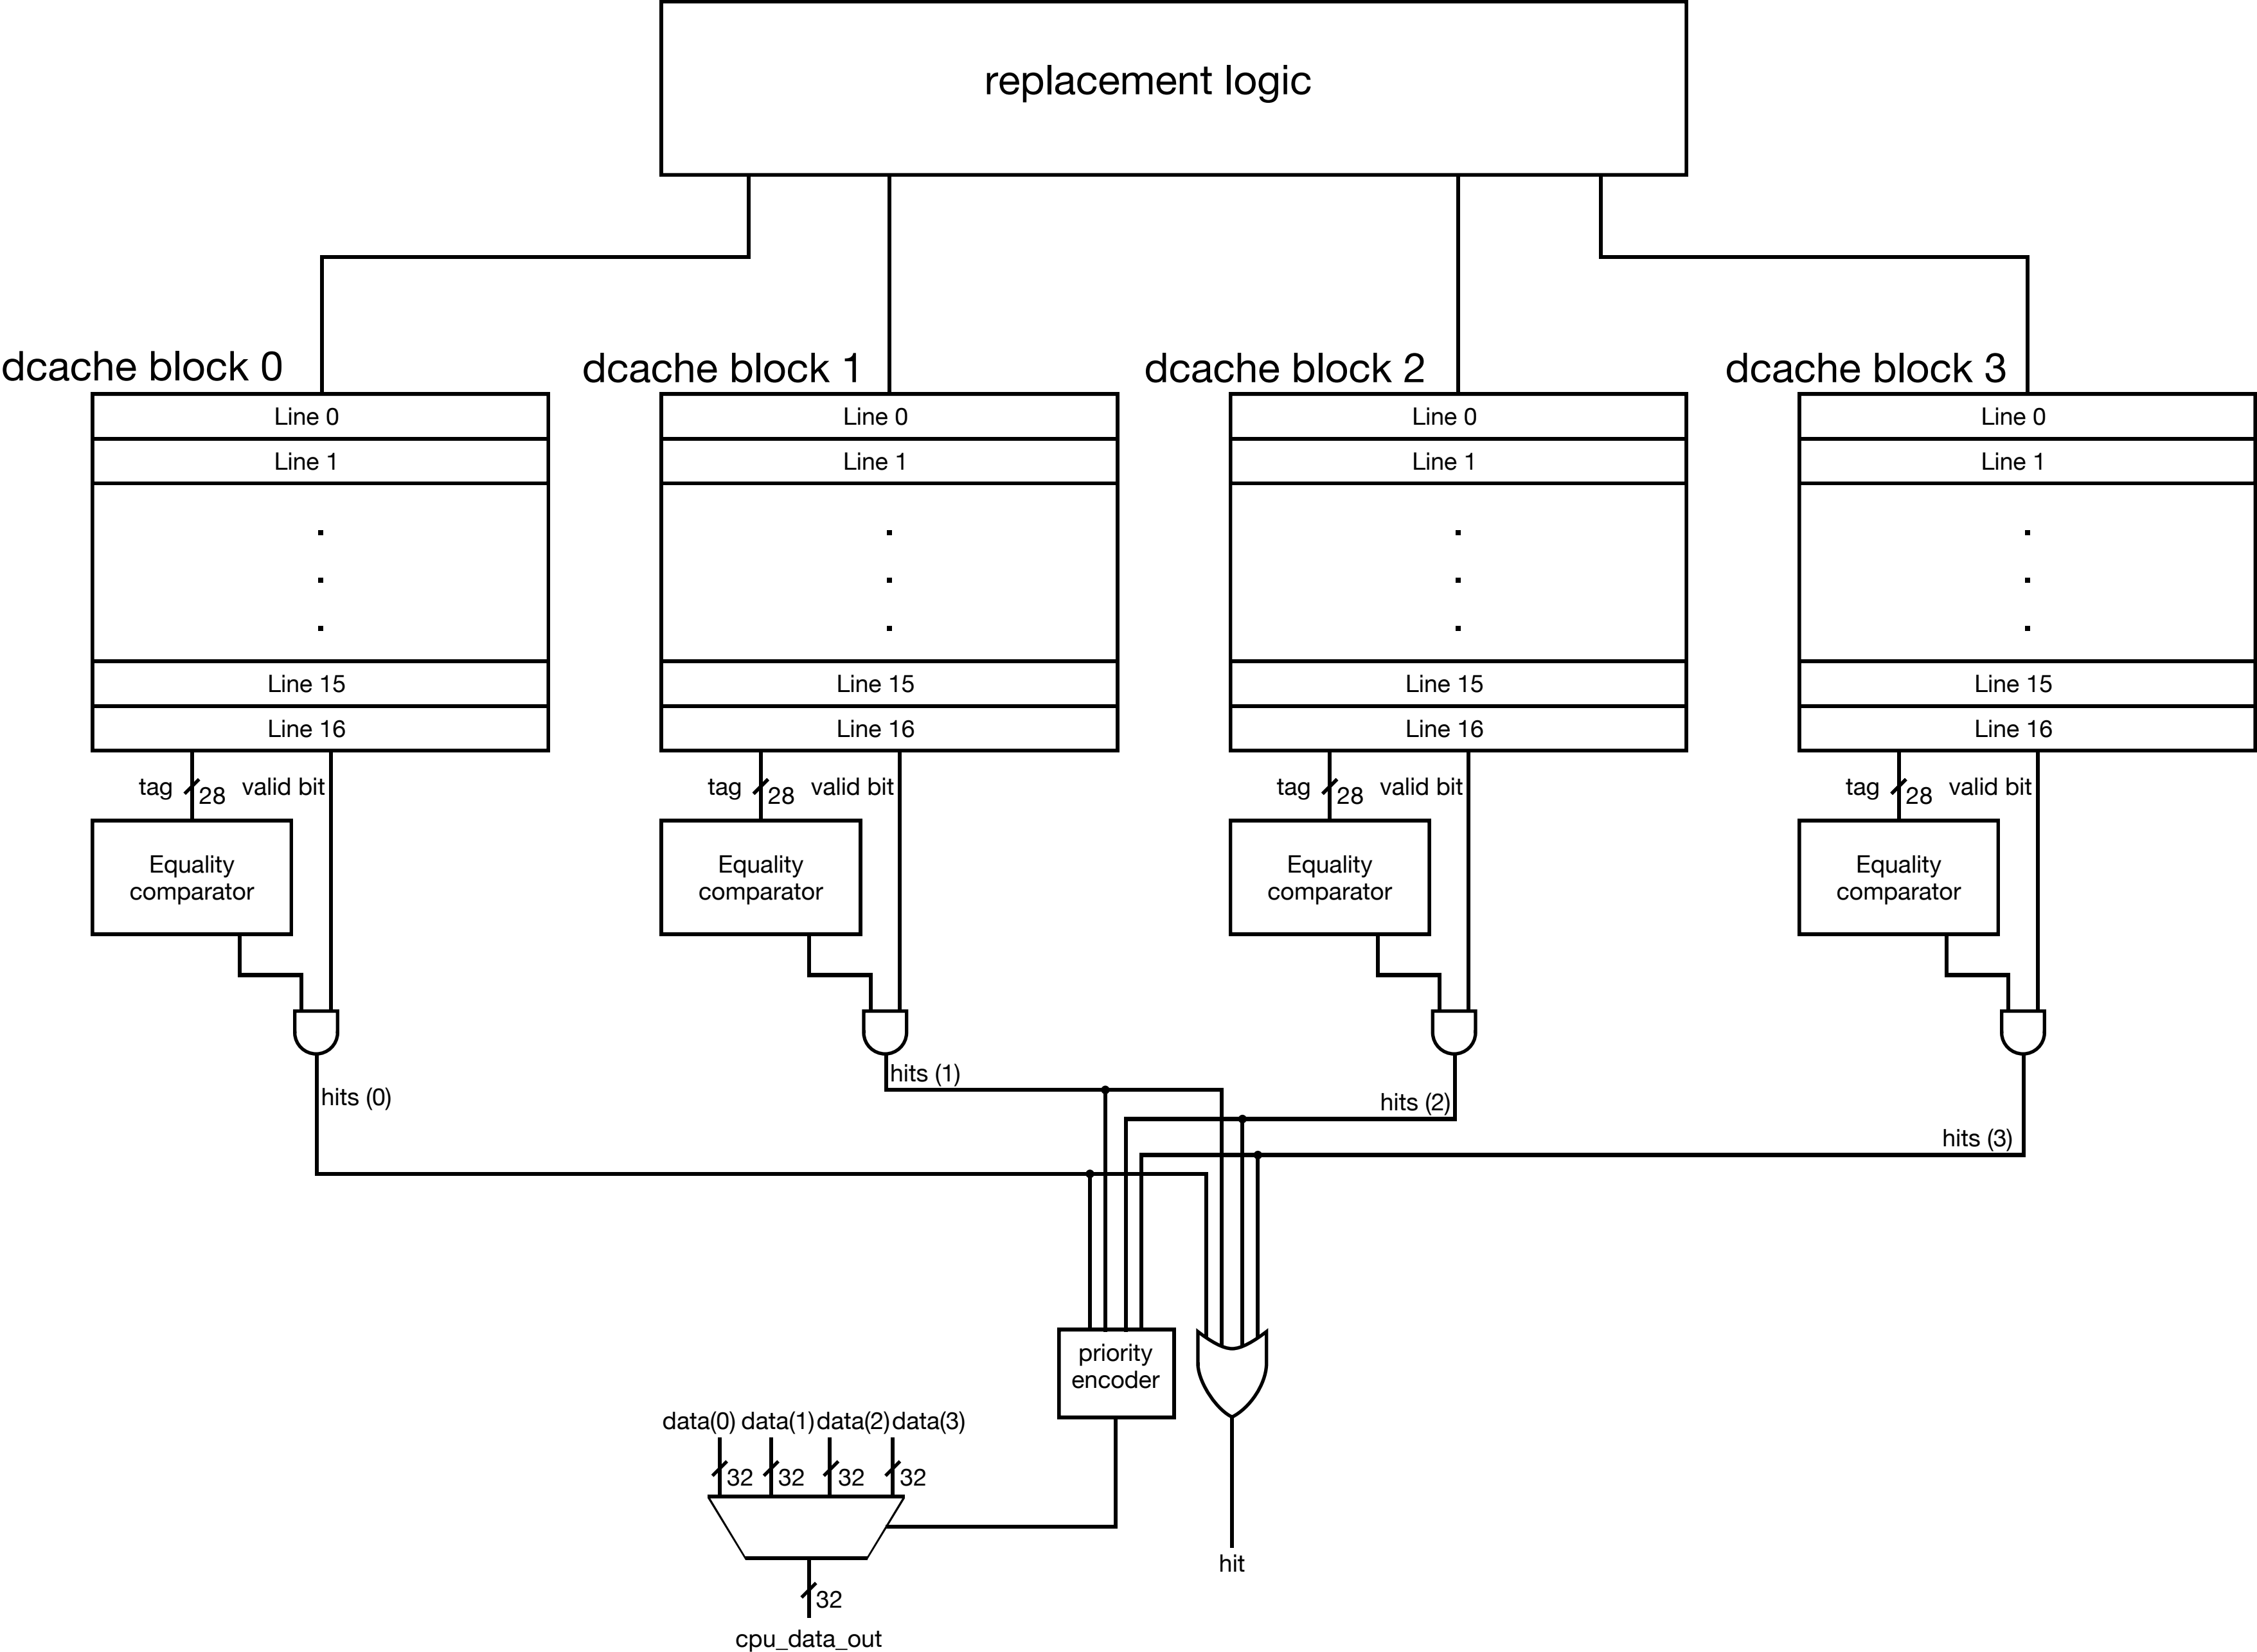 replacement logic
dcache block 0
dcache block 1
dcache block 2
dcache block 3
Line 0
Line 0
Line 0
Line 0
Line 1
Line 1
Line 1
Line 1
Line 15
Line 15
Line 15
Line 15
Line 16
Line 16
Line 16
Line 16
tag 28 valid bit
tag 28 valid bit
tag 28 valid bit
tag 28 valid bit
Equality
comparator
Equality
comparator
Equality
comparator
Equality
comparator
hits (0)
hits (1)
hits (2)
hits (3)
priority
encoder
data(0) data(1) data(2) data(3)
32 32 32 32
hit
32
cpu_data_out